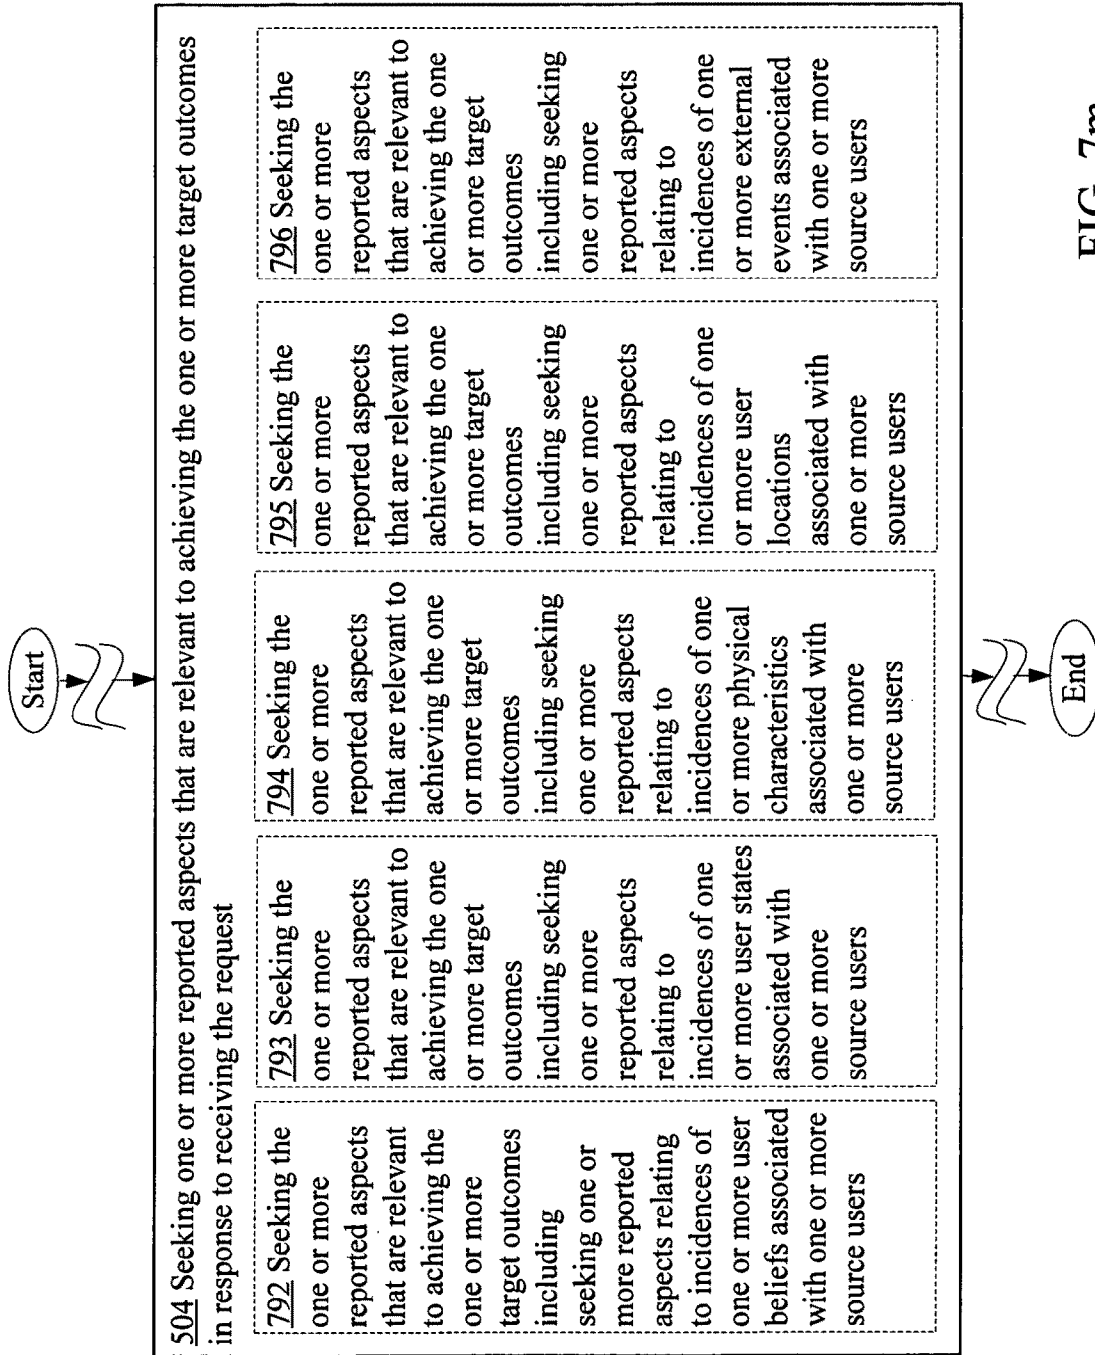 Start
504 Seeking one or more reported aspects that are relevant to achieving the one or more target outcomes
in response to receiving the request
792 Seeking the
one or more
reported aspects
that are relevant
to achieving the
one or more
target outcomes
including
seeking one or
more reported
aspects relating
to incidences of
one or more user
beliefs associated
with one or more
source users
793 Seeking the
one or more
reported aspects
that are relevant to
achieving the one
or more target
outcomes
including seeking
one or more
reported aspects
relating to
incidences of one
or more user states
associated with
one or more
source users
794 Seeking the
one or more
reported aspects
that are relevant to
achieving the one
or more target
outcomes
including seeking
one or more
reported aspects
relating to
incidences of one
or more physical
characteristics
associated with
one or more
source users
795 Seeking the
one or more
reported aspects
that are relevant to
achieving the one
or more target
outcomes
including seeking
one or more
reported aspects
relating to
incidences of one
or more user
locations
associated with
one or more
source users
796 Seeking the
one or more
reported aspects
that are relevant to
achieving the one
or more target
outcomes
including seeking
one or more
reported aspects
relating to
incidences of one
or more external
events associated
with one or more
source users
End
FIG. 7m